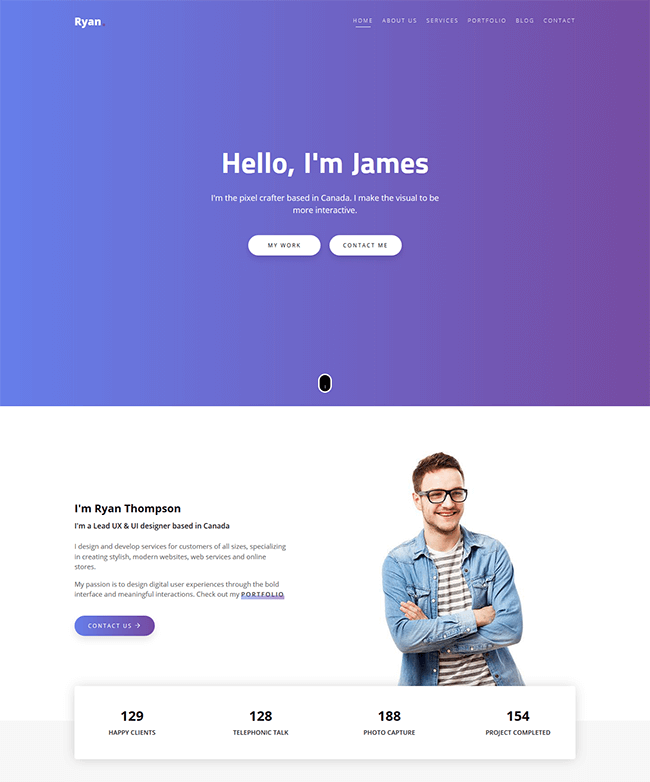 Ryan.
HOME ABOUT US SERVICES PORTFOLIO BLOG CONTACT
Hello, I'm James
I'm the pixel crafter based in Canada. I make the visual to be
more interactive.
MY WORK CONTACT ME
I'm Ryan Thompson
I'm a Lead UX & UI designer based in Canada
I design and develop services for customers of all sizes, specializing
in creating stylish, modern websites, web services and online
stores.
My passion is to design digital user experiences through the bold
interface and meaningful interactions. Check out my PORTFOLIO
CONTACT US →
129 128 188 154
HAPPY CLIENTS TELEPHONIC TALK PHOTO CAPTURE PROJECT COMPLETED